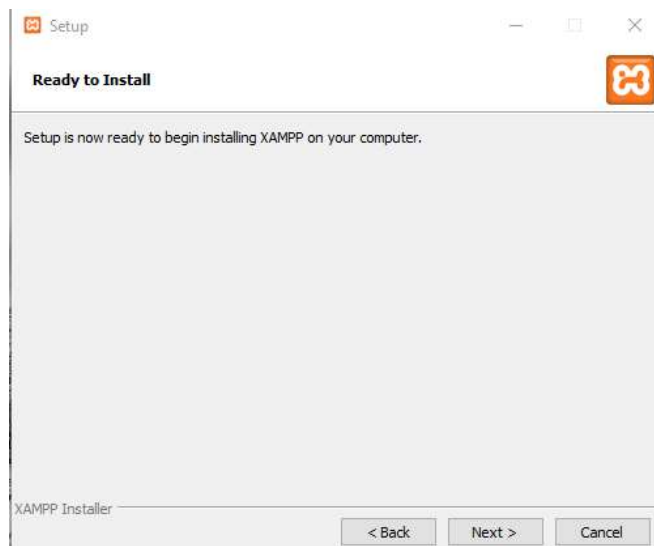 Setup
Ready to Install
Setup is now ready to begin installing XAMPP on your computer.
XAMPP Installer
< Back Next > Cancel